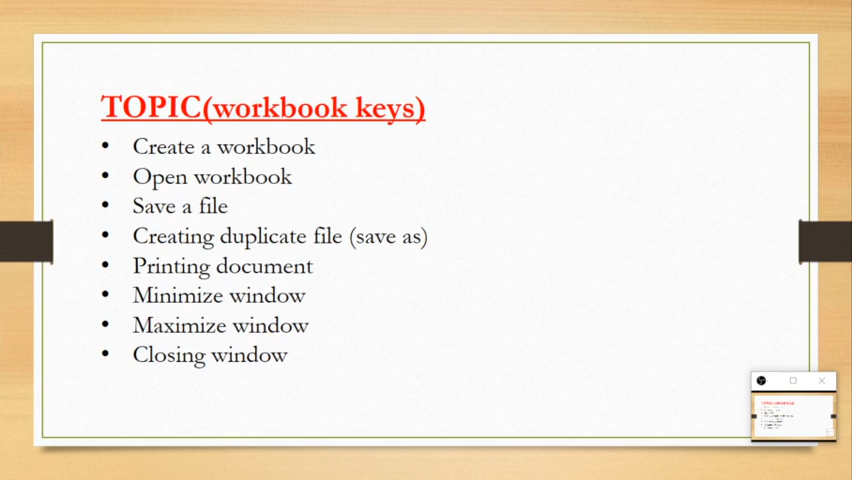 TOPIC(workbook keys)
• Create a workbook
• Open workbook
• Save a file
• Creating duplicate file (save as)
• Printing document
• Minimize window
• Maximize window
• Closing window